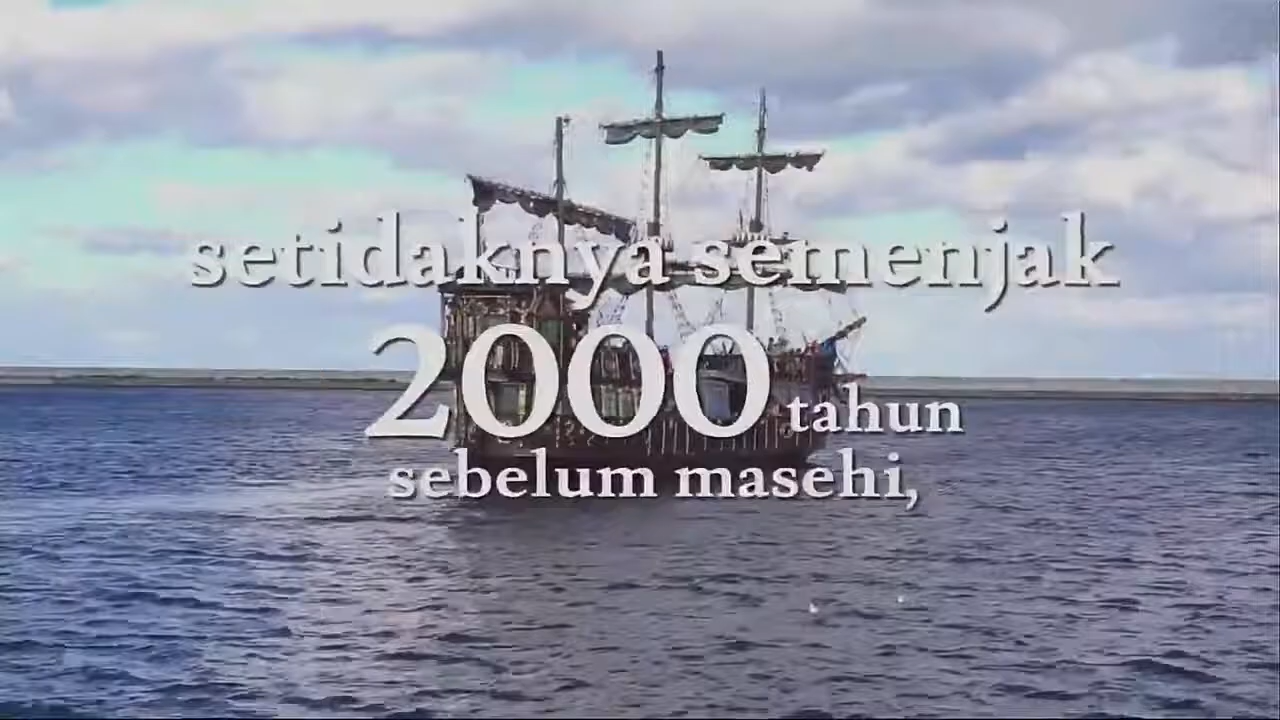 setidaknya semenjak
2000 tahun
sebelum masehi,